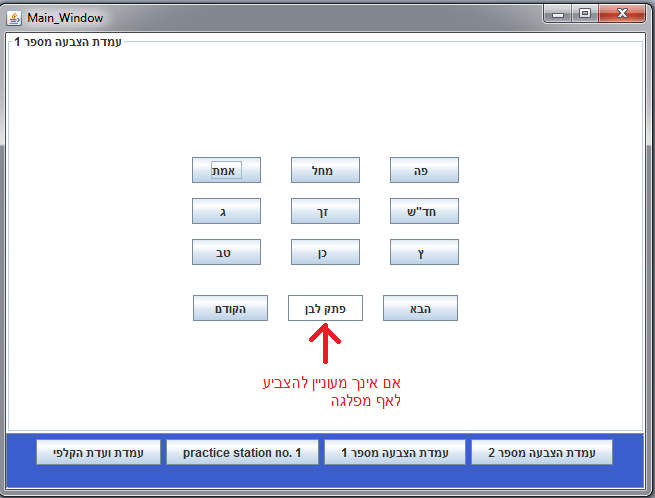 Main_Window
עמדת הצבעה מספר 1
פה
מחל
אמת
חד"ש
זך
ג
ץ
כן
טב
הבא
פתק לבן
הקודם
אם אינך מעוניין להצביע
לאף מפלגה
עמדת הצבעה מספר 2
עמדת הצבעה מספר 1
practice station no. 1
עמדת ועדת הקלפי